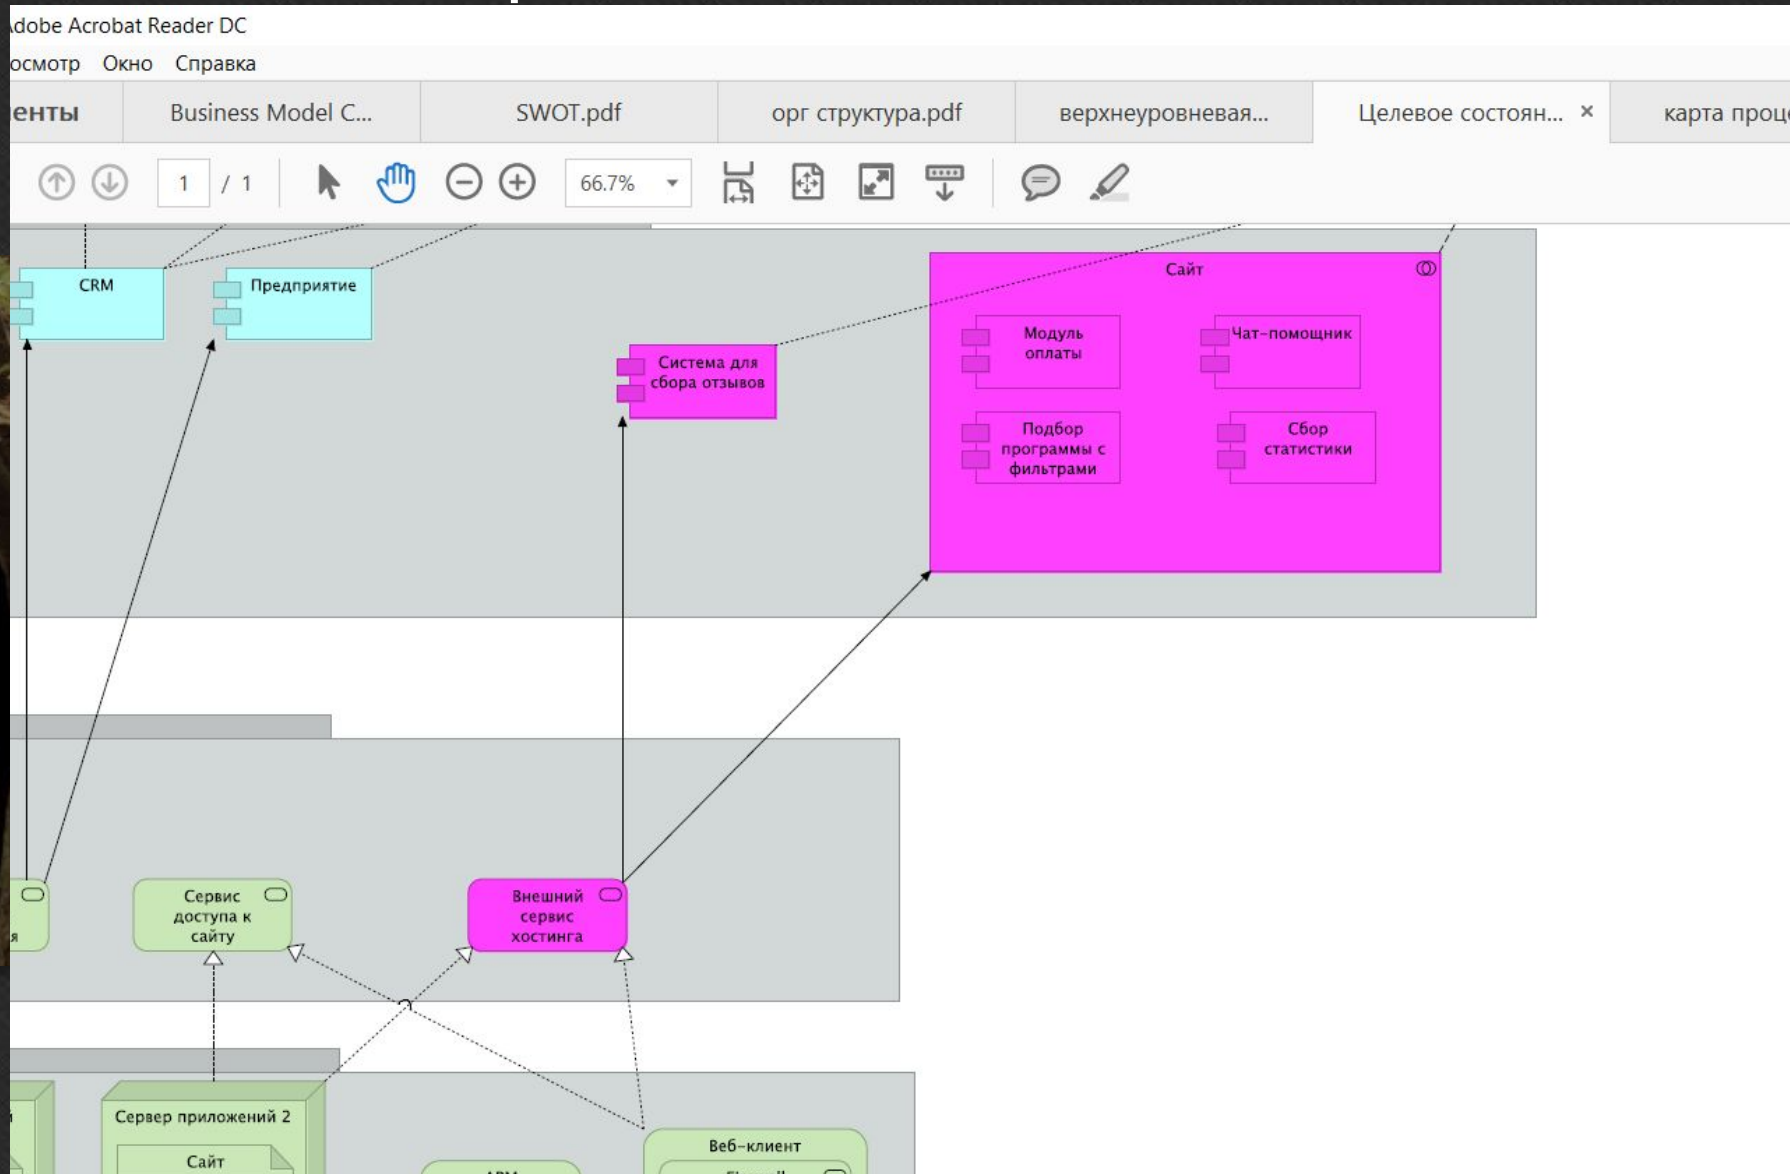 dobe Acrobat Reader DC
осмотр Окно Справка
енты Business Model C... SWOT.pdf орг структура.pdf верхнеуровневая... Целевое состоян... × карта проце
1 / 1 66.7%
CRM
Предприятие
Система для
сбора отзывов
Сайт
Модуль
оплаты
Чат-помощник
Подбор
программы с
фильтрами
Сбор
статистики
я
Сервис
доступа к
сайту
Внешний
сервис
хостинга
й
Сервер приложений 2
Сайт
Веб-клиент